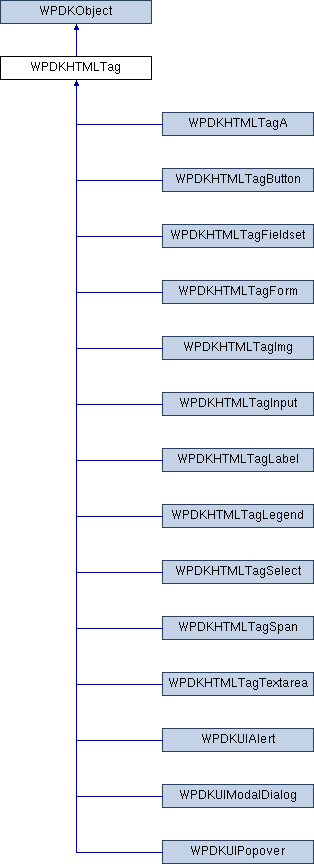 WPDKObject
WPDKHTMLTag
WPDKHTMLTagA
WPDKHTMLTagButton
WPDKHTMLTagFieldset
WPDKHTMLTagForm
WPDKHTMLTagImg
WPDKHTMLTagInput
WPDKHTMLTagLabel
WPDKHTMLTagLegend
WPDKHTMLTagSelect
WPDKHTMLTagSpan
WPDKHTMLTagTextarea
WPDKUIAlert
WPDKUIModalDialog
WPDKUIPopover